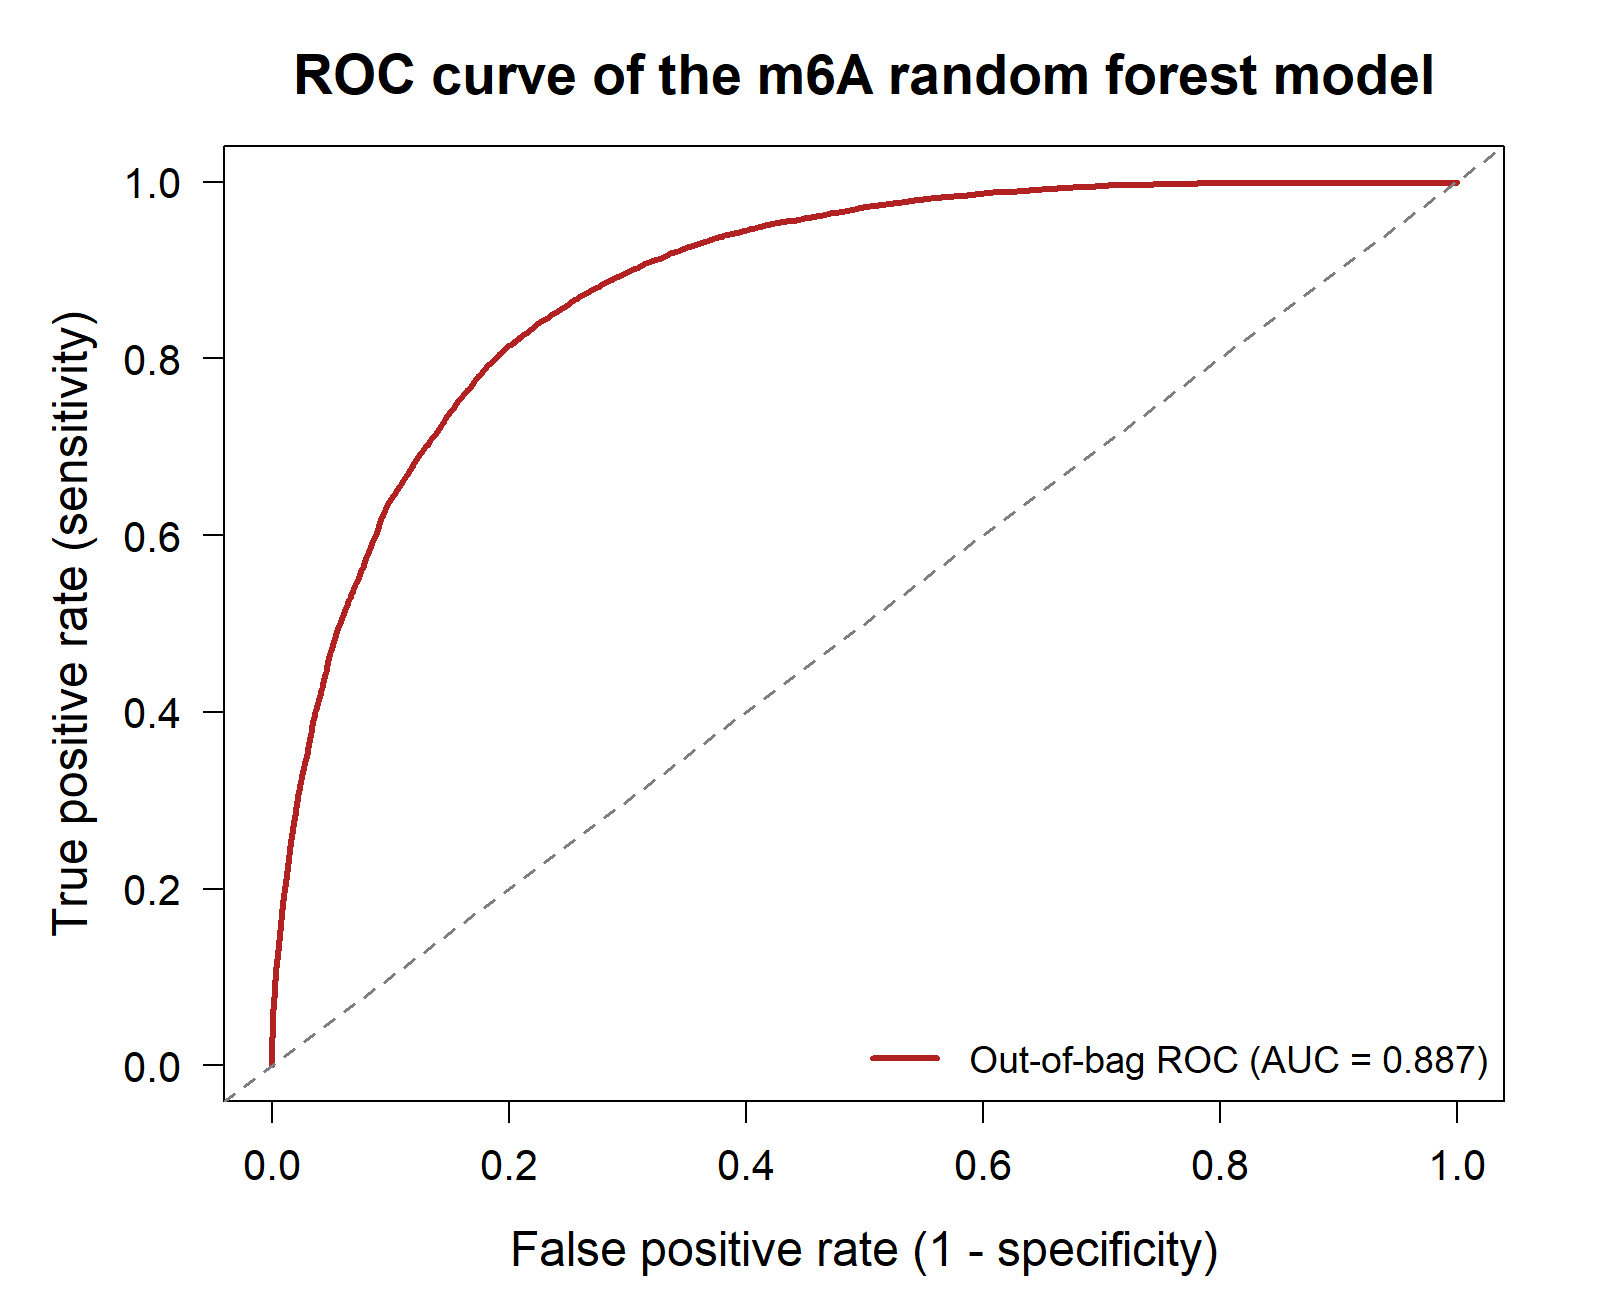 ROC curve of the m6A random forest model
True positive rate (sensitivity)
1.0
0.8
0.6
0.4
0.2
0.0
Out-of-bag ROC (AUC = 0.887)
0.0 0.2 0.4 0.6 0.8 1.0
False positive rate (1 - specificity)